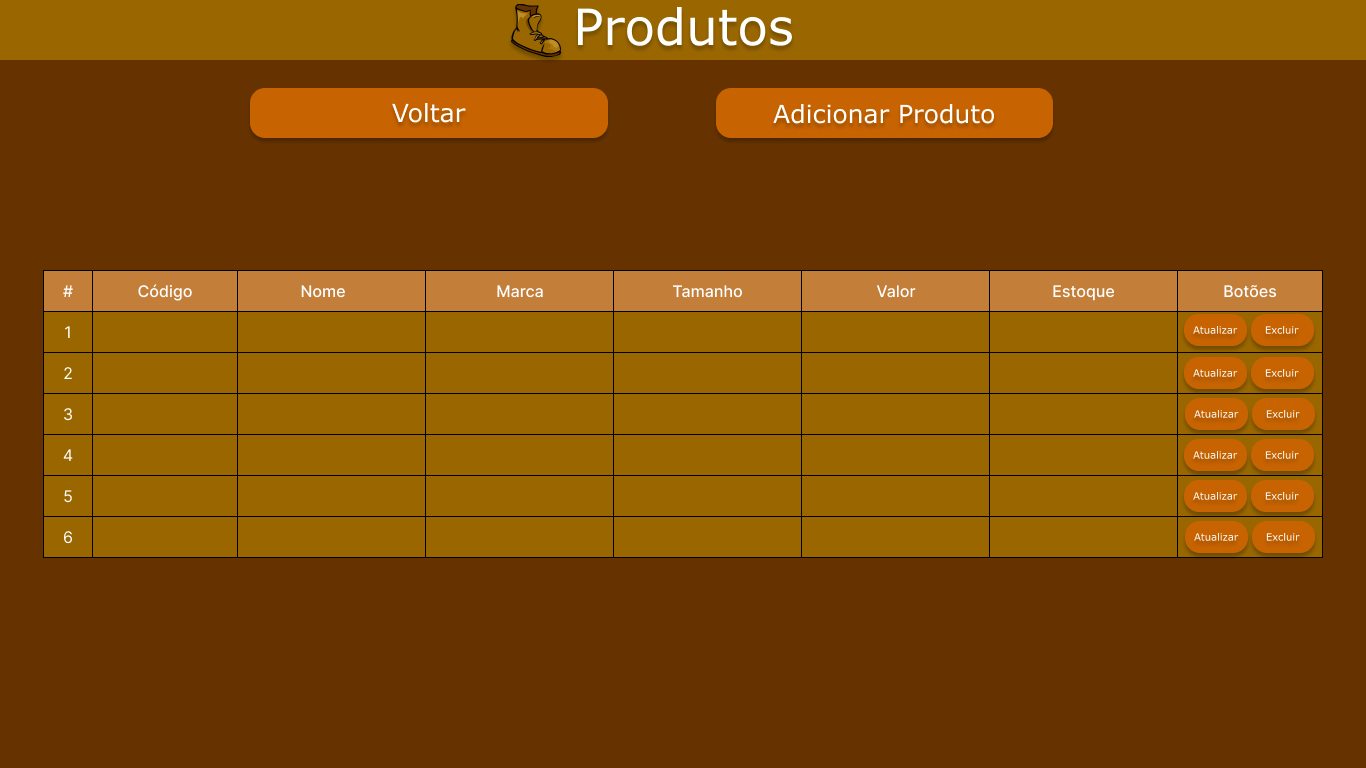 Produtos
Voltar
Adicionar Produto
# Código Nome Marca Tamanho Valor Estoque Botões
1 Atualizar Excluir
2 Atualizar Excluir
3 Atualizar Excluir
4 Atualizar Excluir
5 Atualizar Excluir
6 Atualizar Excluir